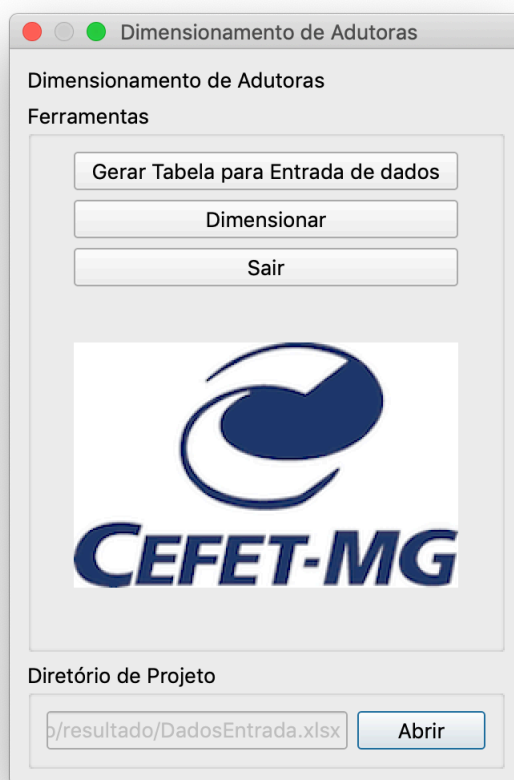 Dimensionamento de Adutoras
Dimensionamento de Adutoras
Ferramentas
Gerar Tabela para Entrada de dados
Dimensionar
Sair
CEFET-MG
Diretório de Projeto
o/resultado/DadosEntrada.xlsx
Abrir